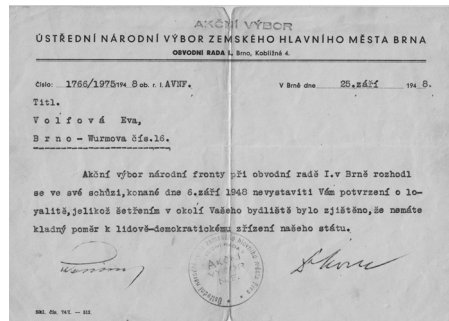 AKČNÍ VÝBOR
ÚSTŘEDNÍ NÁRODNÍ VÝBOR ZEMSKÉHO HLAVNÍHO MĚSTA BRNA
OBVODNÍ RADA I., Brno, Kobližné 4.
Číslo: 1766/1975 194 8 ob. r. I. AVNF. V Brně dne 25.září 194 8.
Titl.
Volfová Eva,
Brno - Wurmova čís.16.
Akční výbor národní fronty při obvodní radě I.v Brně rozhodl
se ve své schůzi,konané dne 6.září 1948 nevystaviti Vám potvrzení o lo-
yalitě,jelikož šetřením v okolí Vašeho bydliště bylo zjištěno,že nemáte
kladný poměr k lidově-demokratickému zřízení našeho státu.
Akční